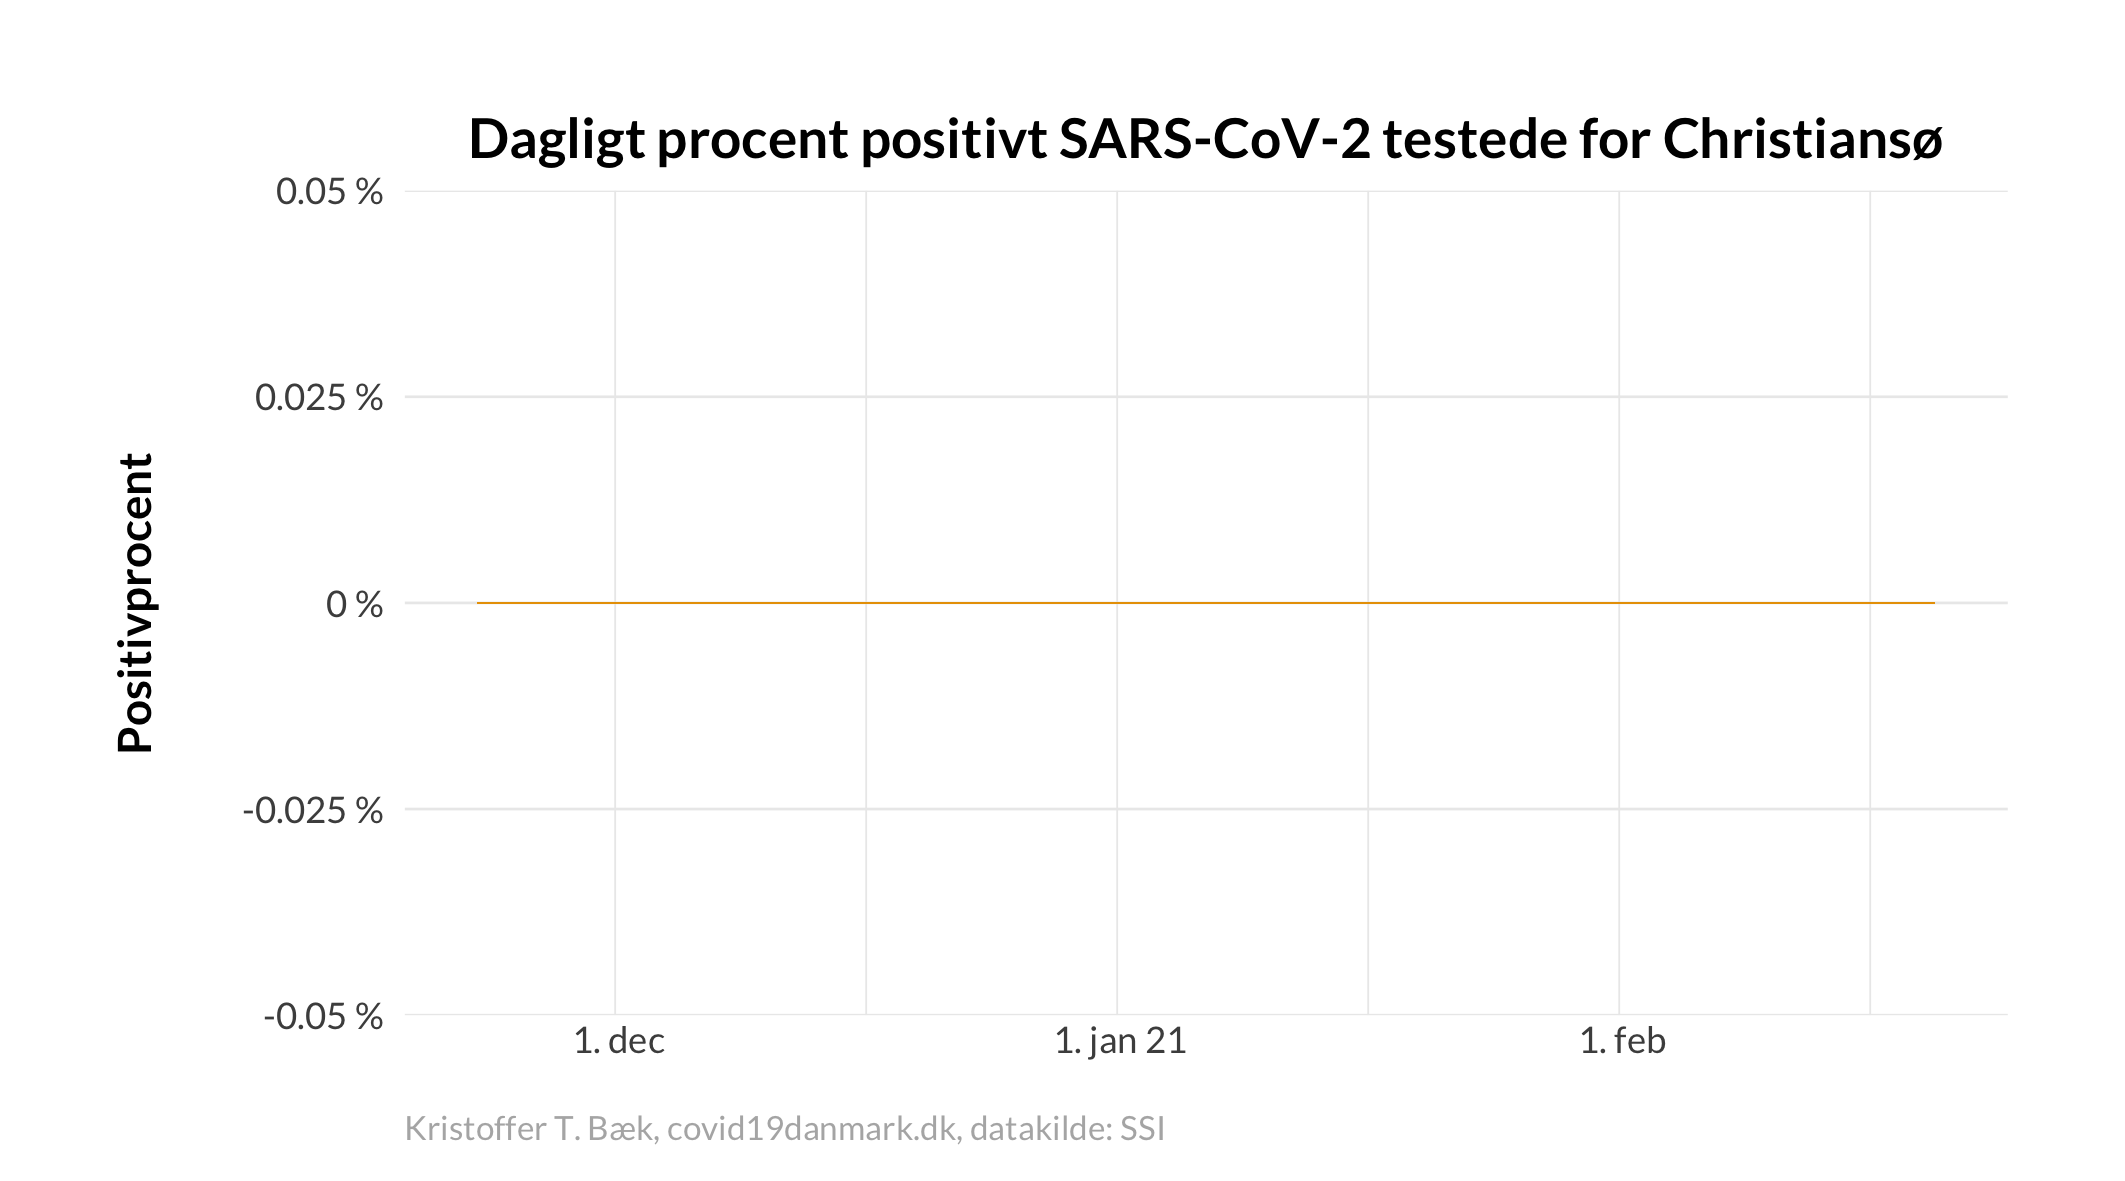 Dagligt procent positivt SARS-CoV-2 testede for Christiansø
0.05 %
0.025 %
0 %
-0.025 %
-0.05 %
Positivprocent
1. dec
1. jan 21
1. feb
Kristoffer T. Bæk, covid19danmark.dk, datakilde: SSI